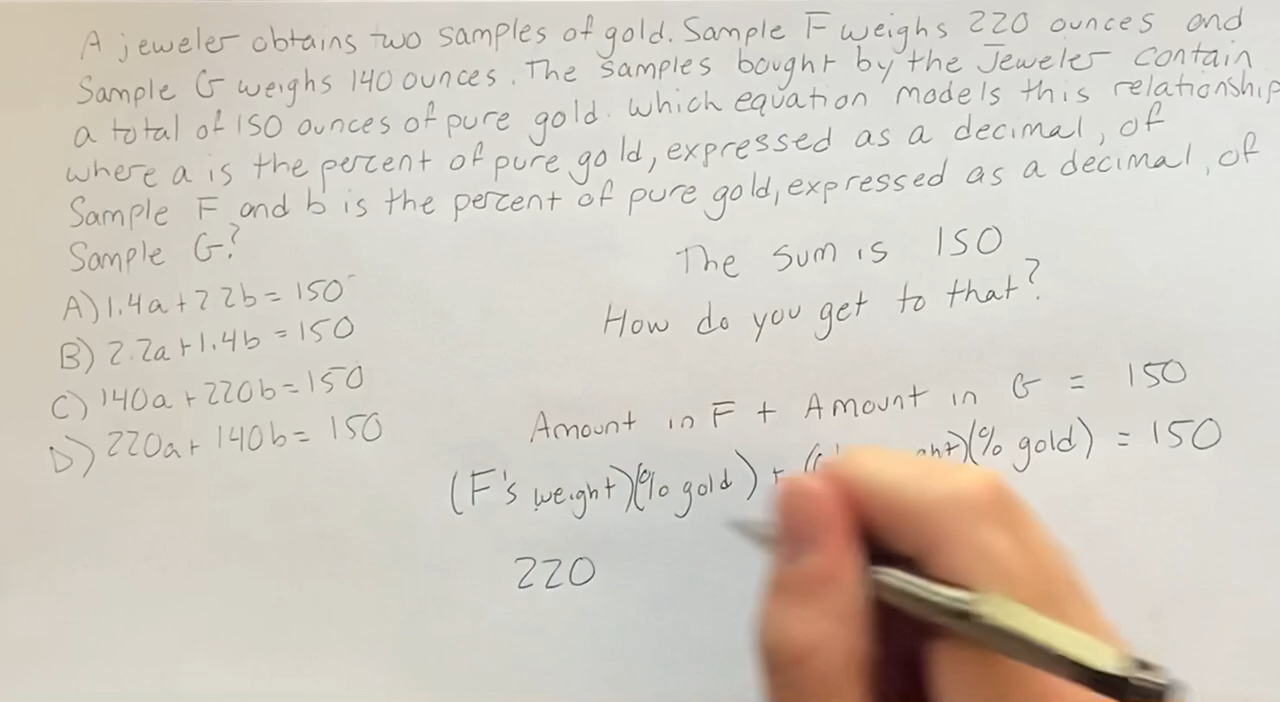 A jeweler obtains two samples of gold. Sample F weighs 220 ounces and
Sample G weighs 140 ounces. The samples bought by the Jeweler contain
a total of 150 ounces of pure gold. which equation models this relationship
where a is the percent of pure gold, expressed as a decimal, of
Sample F and b is the percent of pure gold, expressed as a decimal, of
Sample G?
A) 1.4a + 2.2b = 150
B) 2.2a + 1.4b = 150
C) 140a + 220b = 150
D) 220a + 140b = 150
The sum is 150
How do you get to that?
Amount in F + Amount in G = 150
(F's weight)(% gold) + (% gold) = 150
220